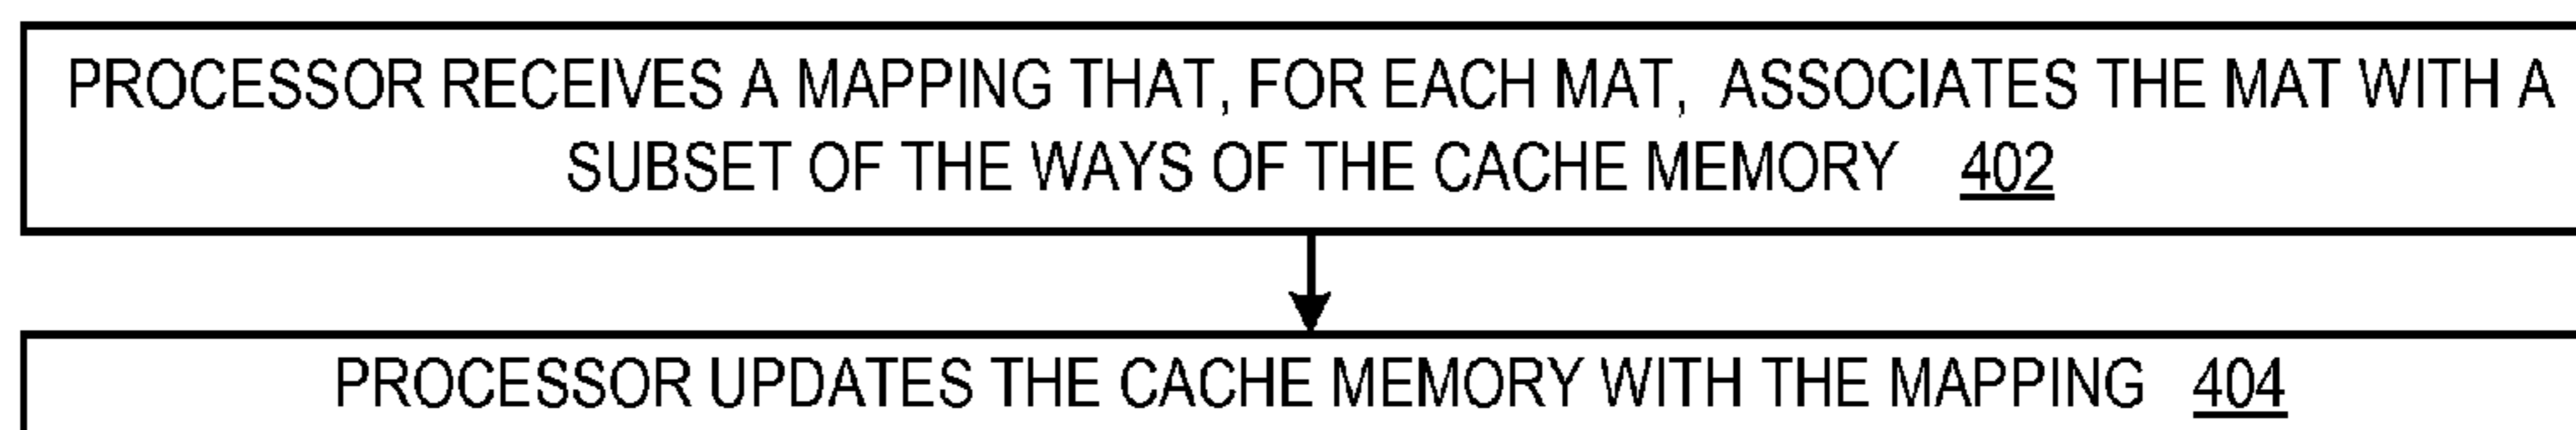 PROCESSOR RECEIVES A MAPPING THAT, FOR EACH MAT, ASSOCIATES THE MAT WITH A
SUBSET OF THE WAYS OF THE CACHE MEMORY 402
PROCESSOR UPDATES THE CACHE MEMORY WITH THE MAPPING 404